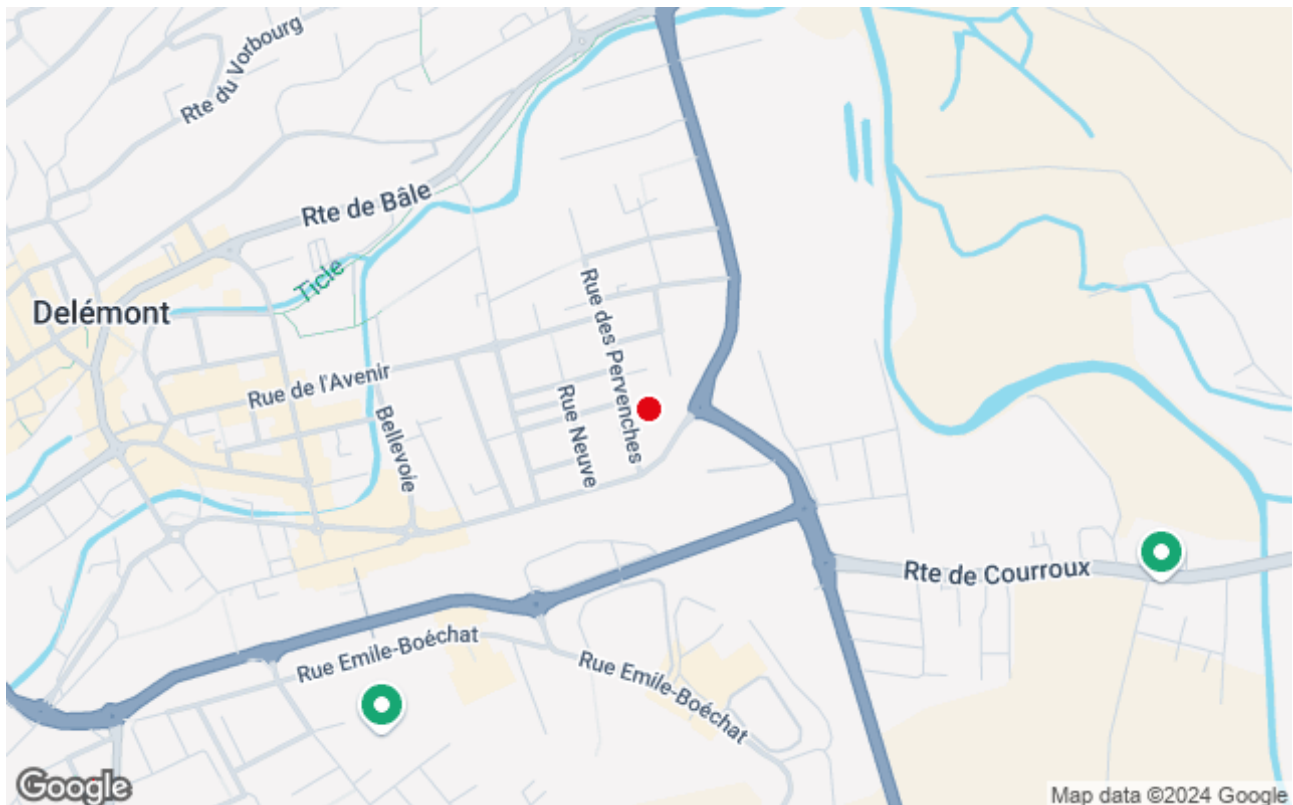 Rte du Vorbourg
Rte de Bâle
Ticle
Delémont
Rue des Pervenches
Rue de l'Avenir
Rue Neuve
Bellevoie
Rte de Courroux
Rue Emile-Boéchat
Rue Emile-Boéchat
Google
Map data ©2024 Google